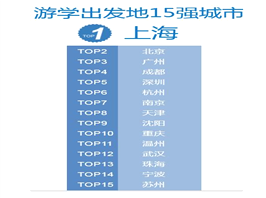 游学出发地15强城市
TOP 1 上海
TOP2 北京
TOP3 广州
TOP4 成都
TOP5 深圳
TOP6 杭州
TOP7 南京
TOP8 天津
TOP9 沈阳
TOP10 重庆
TOP11 温州
TOP12 武汉
TOP13 珠海
TOP14 宁波
TOP15 苏州